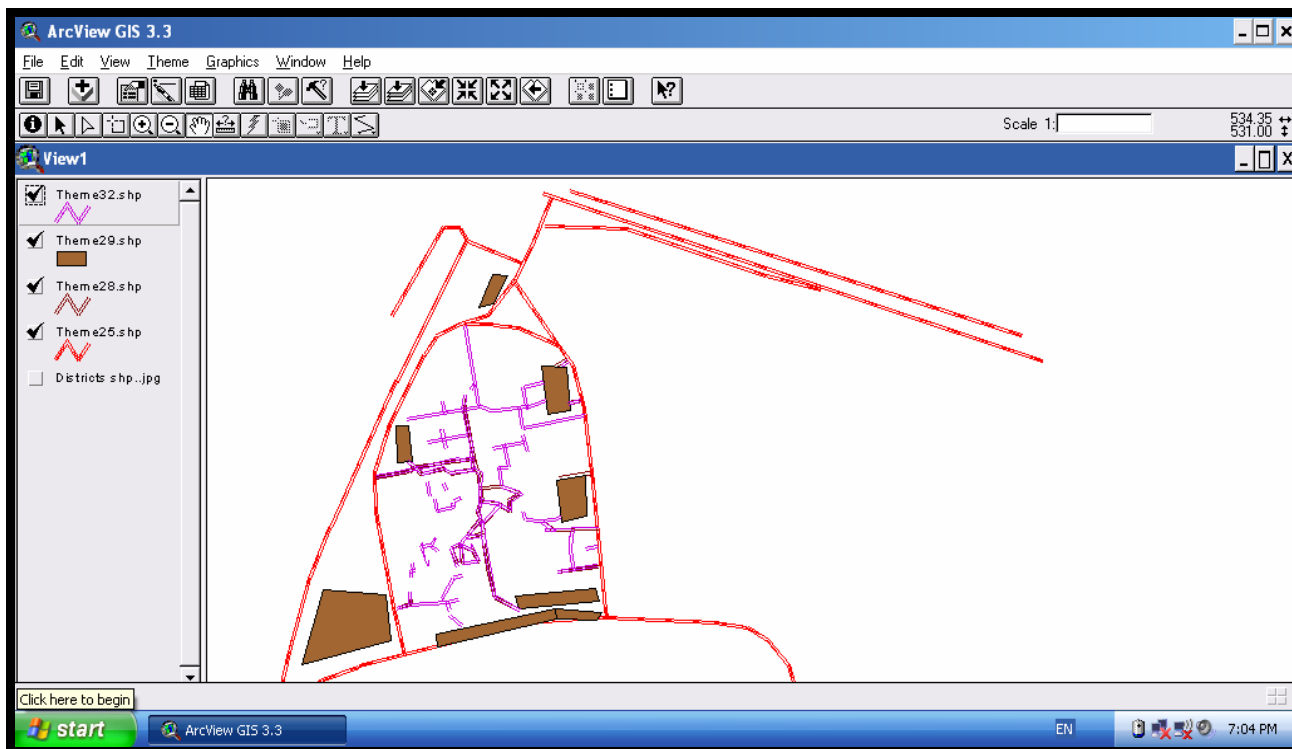 ArcView GIS 3.3
File Edit View Theme Graphics Window Help
Scale 1:
534.35
531.00
View1
Theme32.shp
Theme29.shp
Theme28.shp
Theme25.shp
Districts shp..jpg
Click here to begin
start ArcView GIS 3.3 EN 7:04 PM